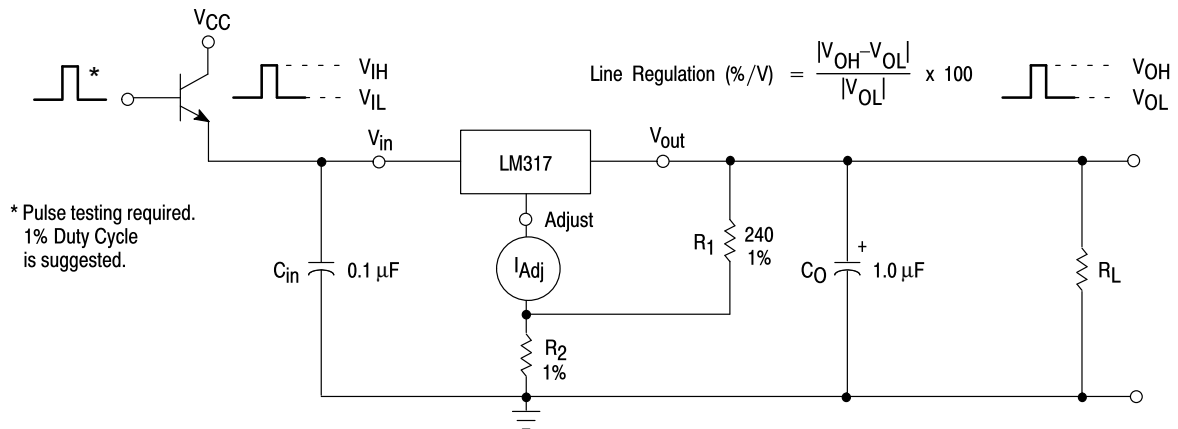 VCC
*
VIH
VIL
Line Regulation (%/V) = |VOH–VOL| / |VOL| x 100
VOH
VOL
Vin
LM317
Vout
* Pulse testing required.
1% Duty Cycle
is suggested.
Adjust
Cin
0.1 µF
IAdj
R1
240
1%
CO
+
1.0 µF
RL
R2
1%